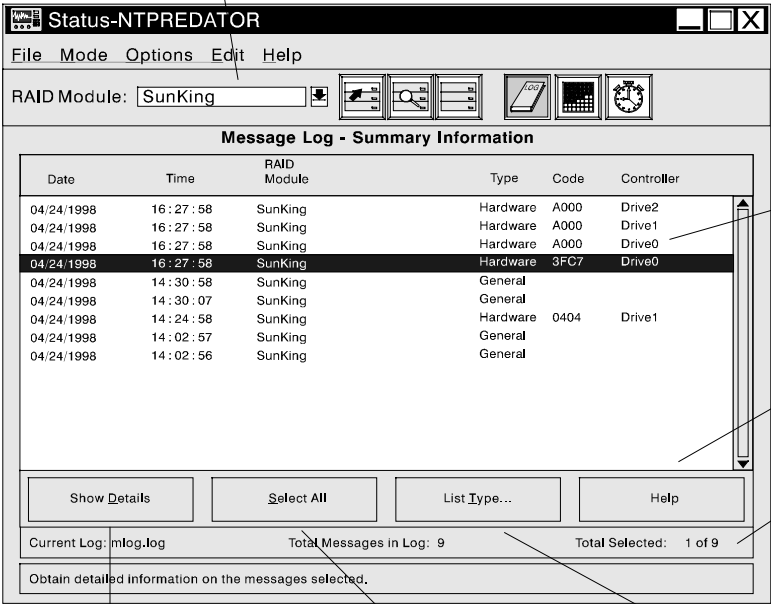 Status-NTPREDATOR
File Mode Options Edit Help
RAID Module: SunKing
LOG
Message Log - Summary Information
Date Time RAID Module Type Code Controller
04/24/1998 16:27:58 SunKing Hardware A000 Drive2
04/24/1998 16:27:58 SunKing Hardware A000 Drive1
04/24/1998 16:27:58 SunKing Hardware A000 Drive0
04/24/1998 16:27:58 SunKing Hardware 3FC7 Drive0
04/24/1998 14:30:58 SunKing General
04/24/1998 14:30:07 SunKing General
04/24/1998 14:24:58 SunKing Hardware 0404 Drive1
04/24/1998 14:02:57 SunKing General
04/24/1998 14:02:56 SunKing General
Show Details Select All List Type... Help
Current Log: mlog.log Total Messages in Log: 9 Total Selected: 1 of 9
Obtain detailed information on the messages selected.